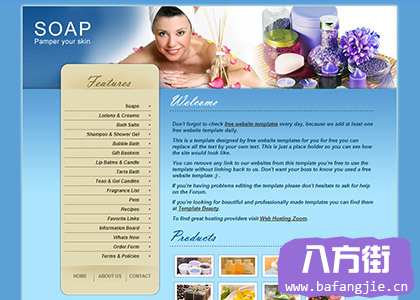 SOAP
Pamper your skin
Features
Soaps
Lotions & Creams
Bath Salts
Shampoo & Shower Gel
Bubble Bath
Gift Baskets
Lip Balms & Candle
Tacts Bath
Teas & Gel Candles
Fragrance List
Pens
Recipes
Favorite Links
Information Board
Whats New
Order Form
Terms & Policies
HOME
ABOUT US
CONTACT
Welcome
Don't forget to check free website templates every day, because we add at least one
free website template daily.
This is a template designed by free website templates for you for free you can
replace all the text by your own text. This is just a place holder so you can see how
the site would look like.
You can remove any link to our websites from this template you're free to use the
template without linking back to us. Don't want your boss to know you used a free
website template ;) .
If you're having problems editing the template please don't hesitate to ask for help
on the Forum.
If you're looking for beautiful and professionally made templates you can find them
at Template Beauty.
To find great hosting providers visit Web Hosting Zoom.
Products
八方街
www.bafangjie.cn